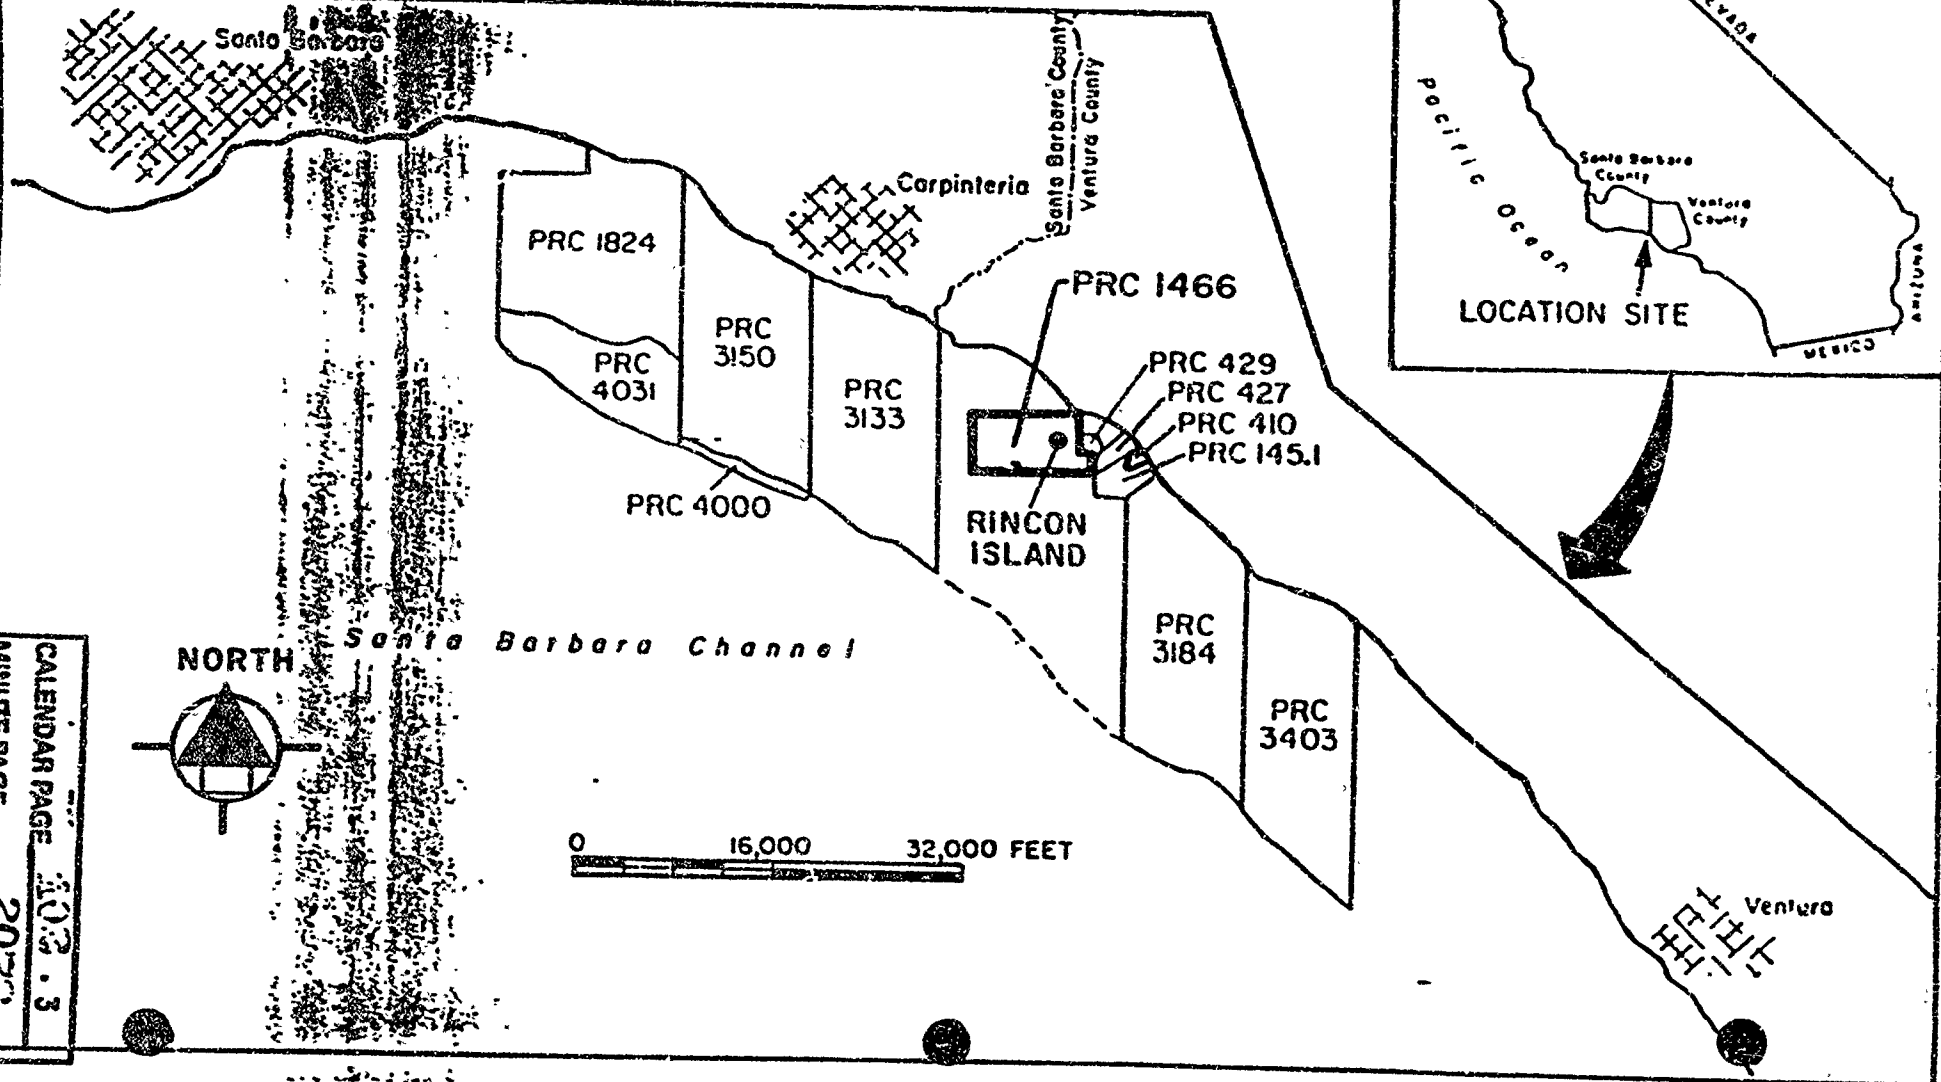 Santa Barbara
Santa Barbara County
Ventura County
Carpinteria
PRC 1824
PRC
4031
PRC
3150
PRC
3133
PRC 4000
PRC 1466
PRC 429
PRC 427
PRC 410
PRC 145.1
RINCON
ISLAND
PRC
3184
PRC
3403
Santa Barbara Channel
NORTH
0 16,000 32,000 FEET
Ventura
Pacific Ocean
Santa Barbara
County
Ventura
County
LOCATION SITE
MEXICO
ARIZONA
CALENDAR PAGE